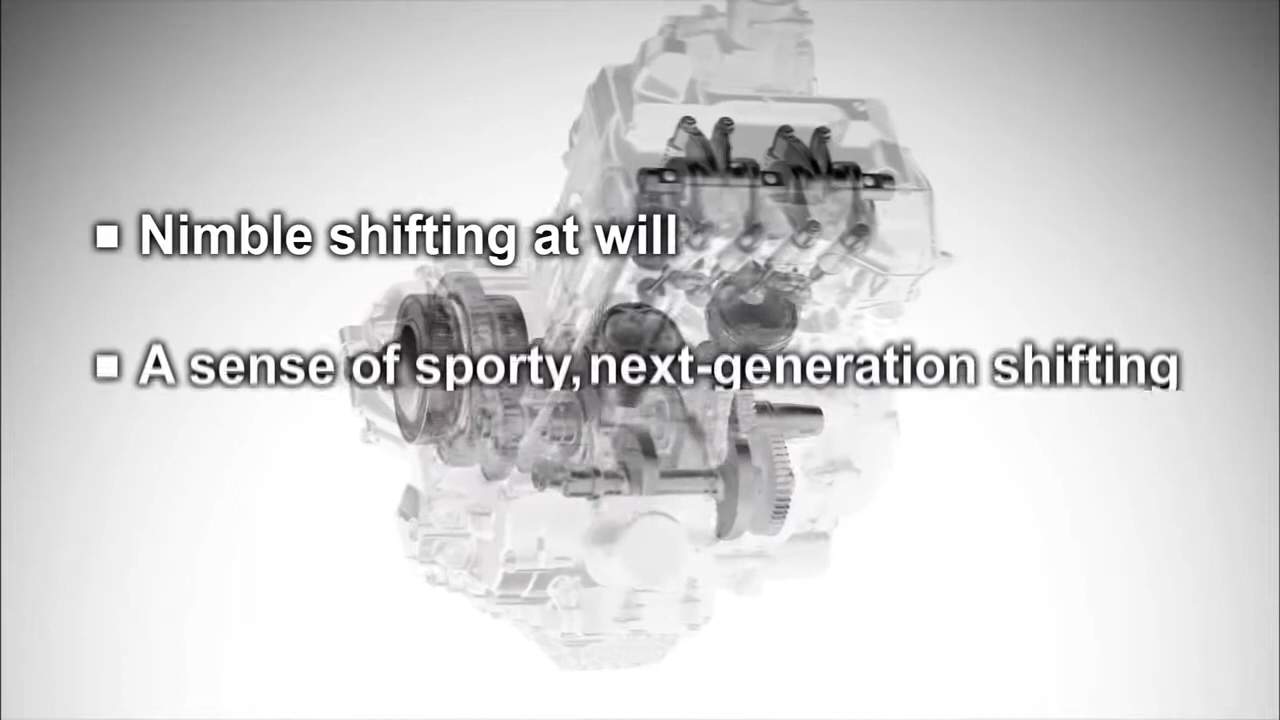 ▪ Nimble shifting at will
▪ A sense of sporty, next-generation shifting